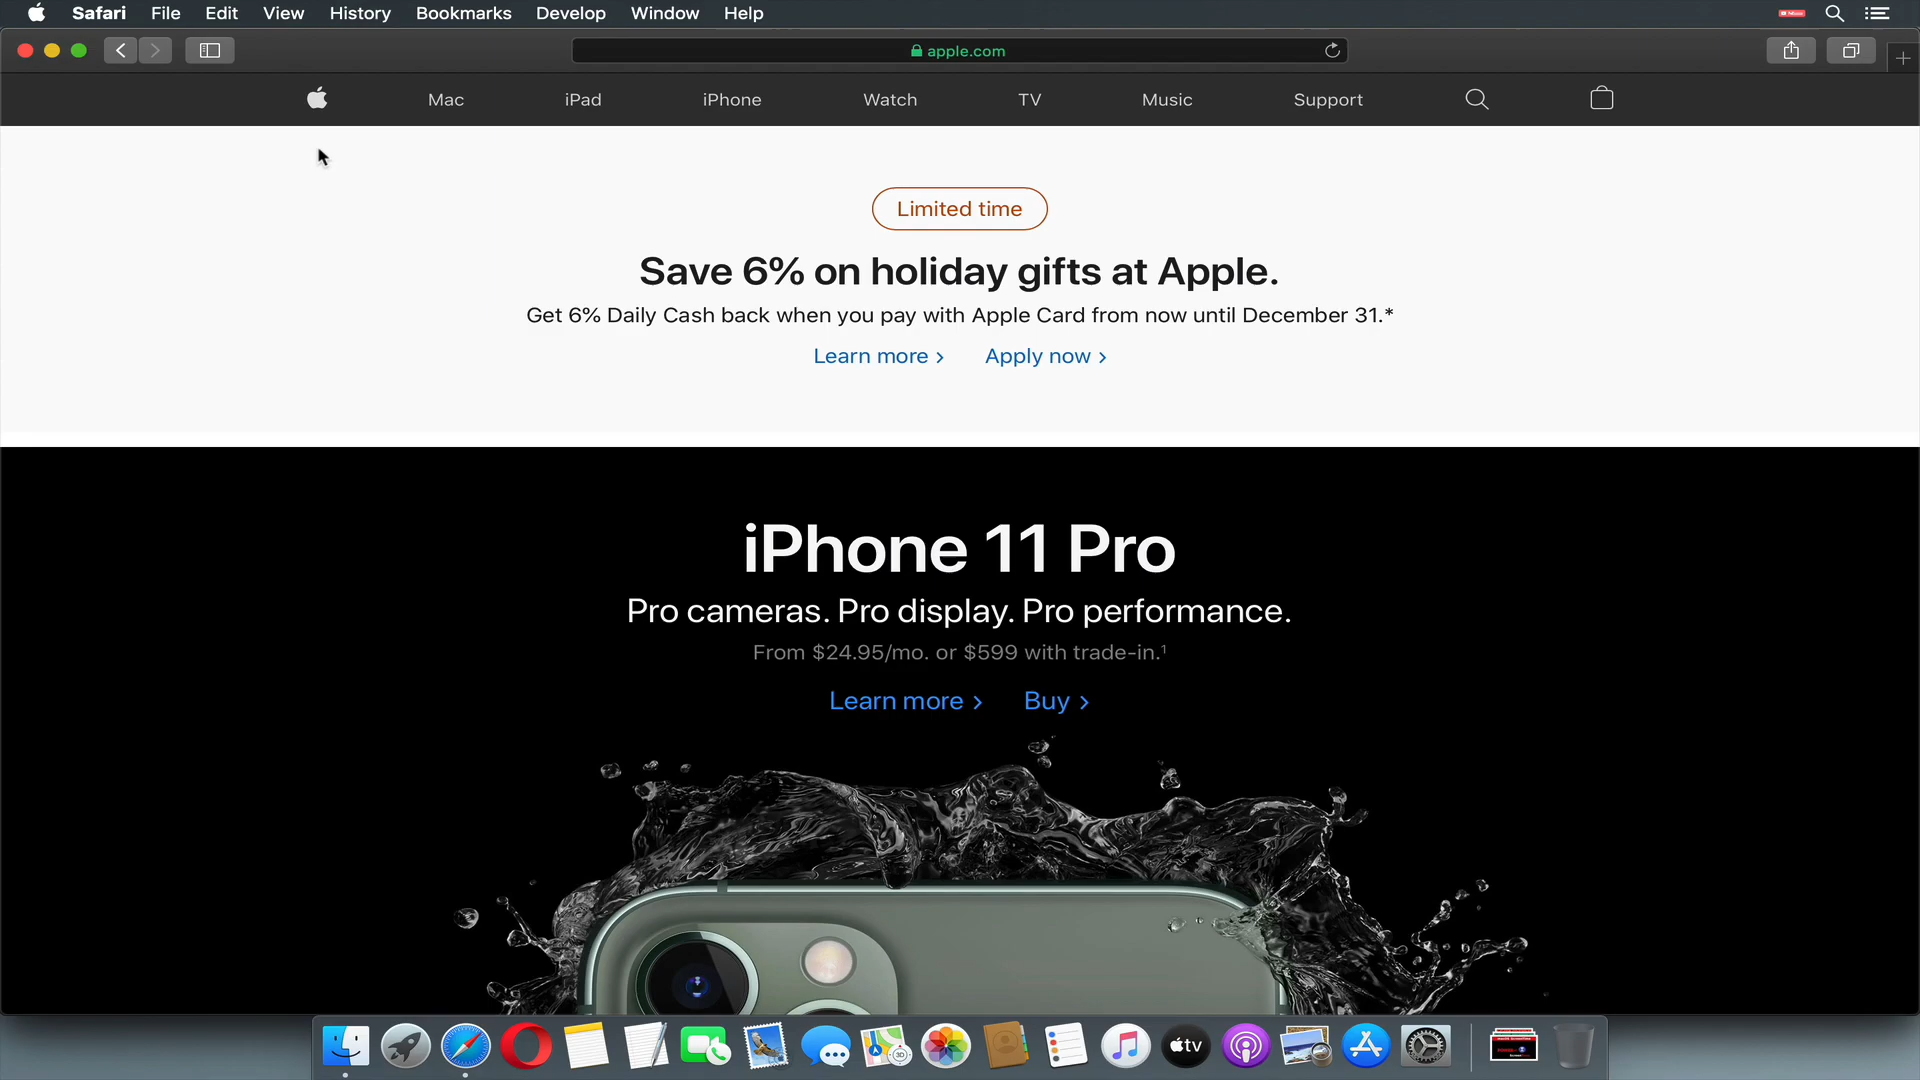 Safari File Edit View History Bookmarks Develop Window Help
apple.com
Mac iPad iPhone Watch TV Music Support
Limited time
Save 6% on holiday gifts at Apple.
Get 6% Daily Cash back when you pay with Apple Card from now until December 31.*
Learn more > Apply now >
iPhone 11 Pro
Pro cameras. Pro display. Pro performance.
From $24.95/mo. or $599 with trade-in.¹
Learn more > Buy >
3D
tv